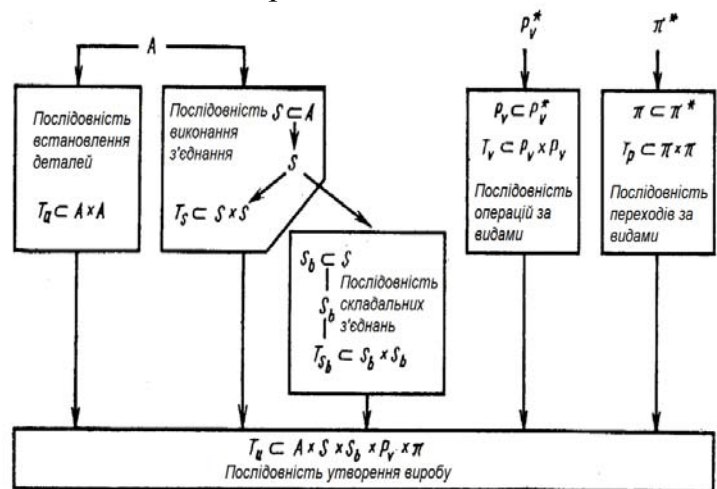 A
P_v*
π*
Послідовність
встановлення
деталей
T_u ⊂ A × A
Послідовність
виконання
з'єднання
S ⊂ A
S
T_s ⊂ S × S
S_b ⊂ S
Послідовність
складальних
з'єднань
S_b
T_{S_b} ⊂ S_b × S_b
P_v ⊂ P_v*
T_v ⊂ P_v × P_v
Послідовність
операцій за
видами
π ⊂ π*
T_p ⊂ π × π
Послідовність
переходів за
видами
T_u ⊂ A × S × S_b × P_v × π
Послідовність утворення виробу